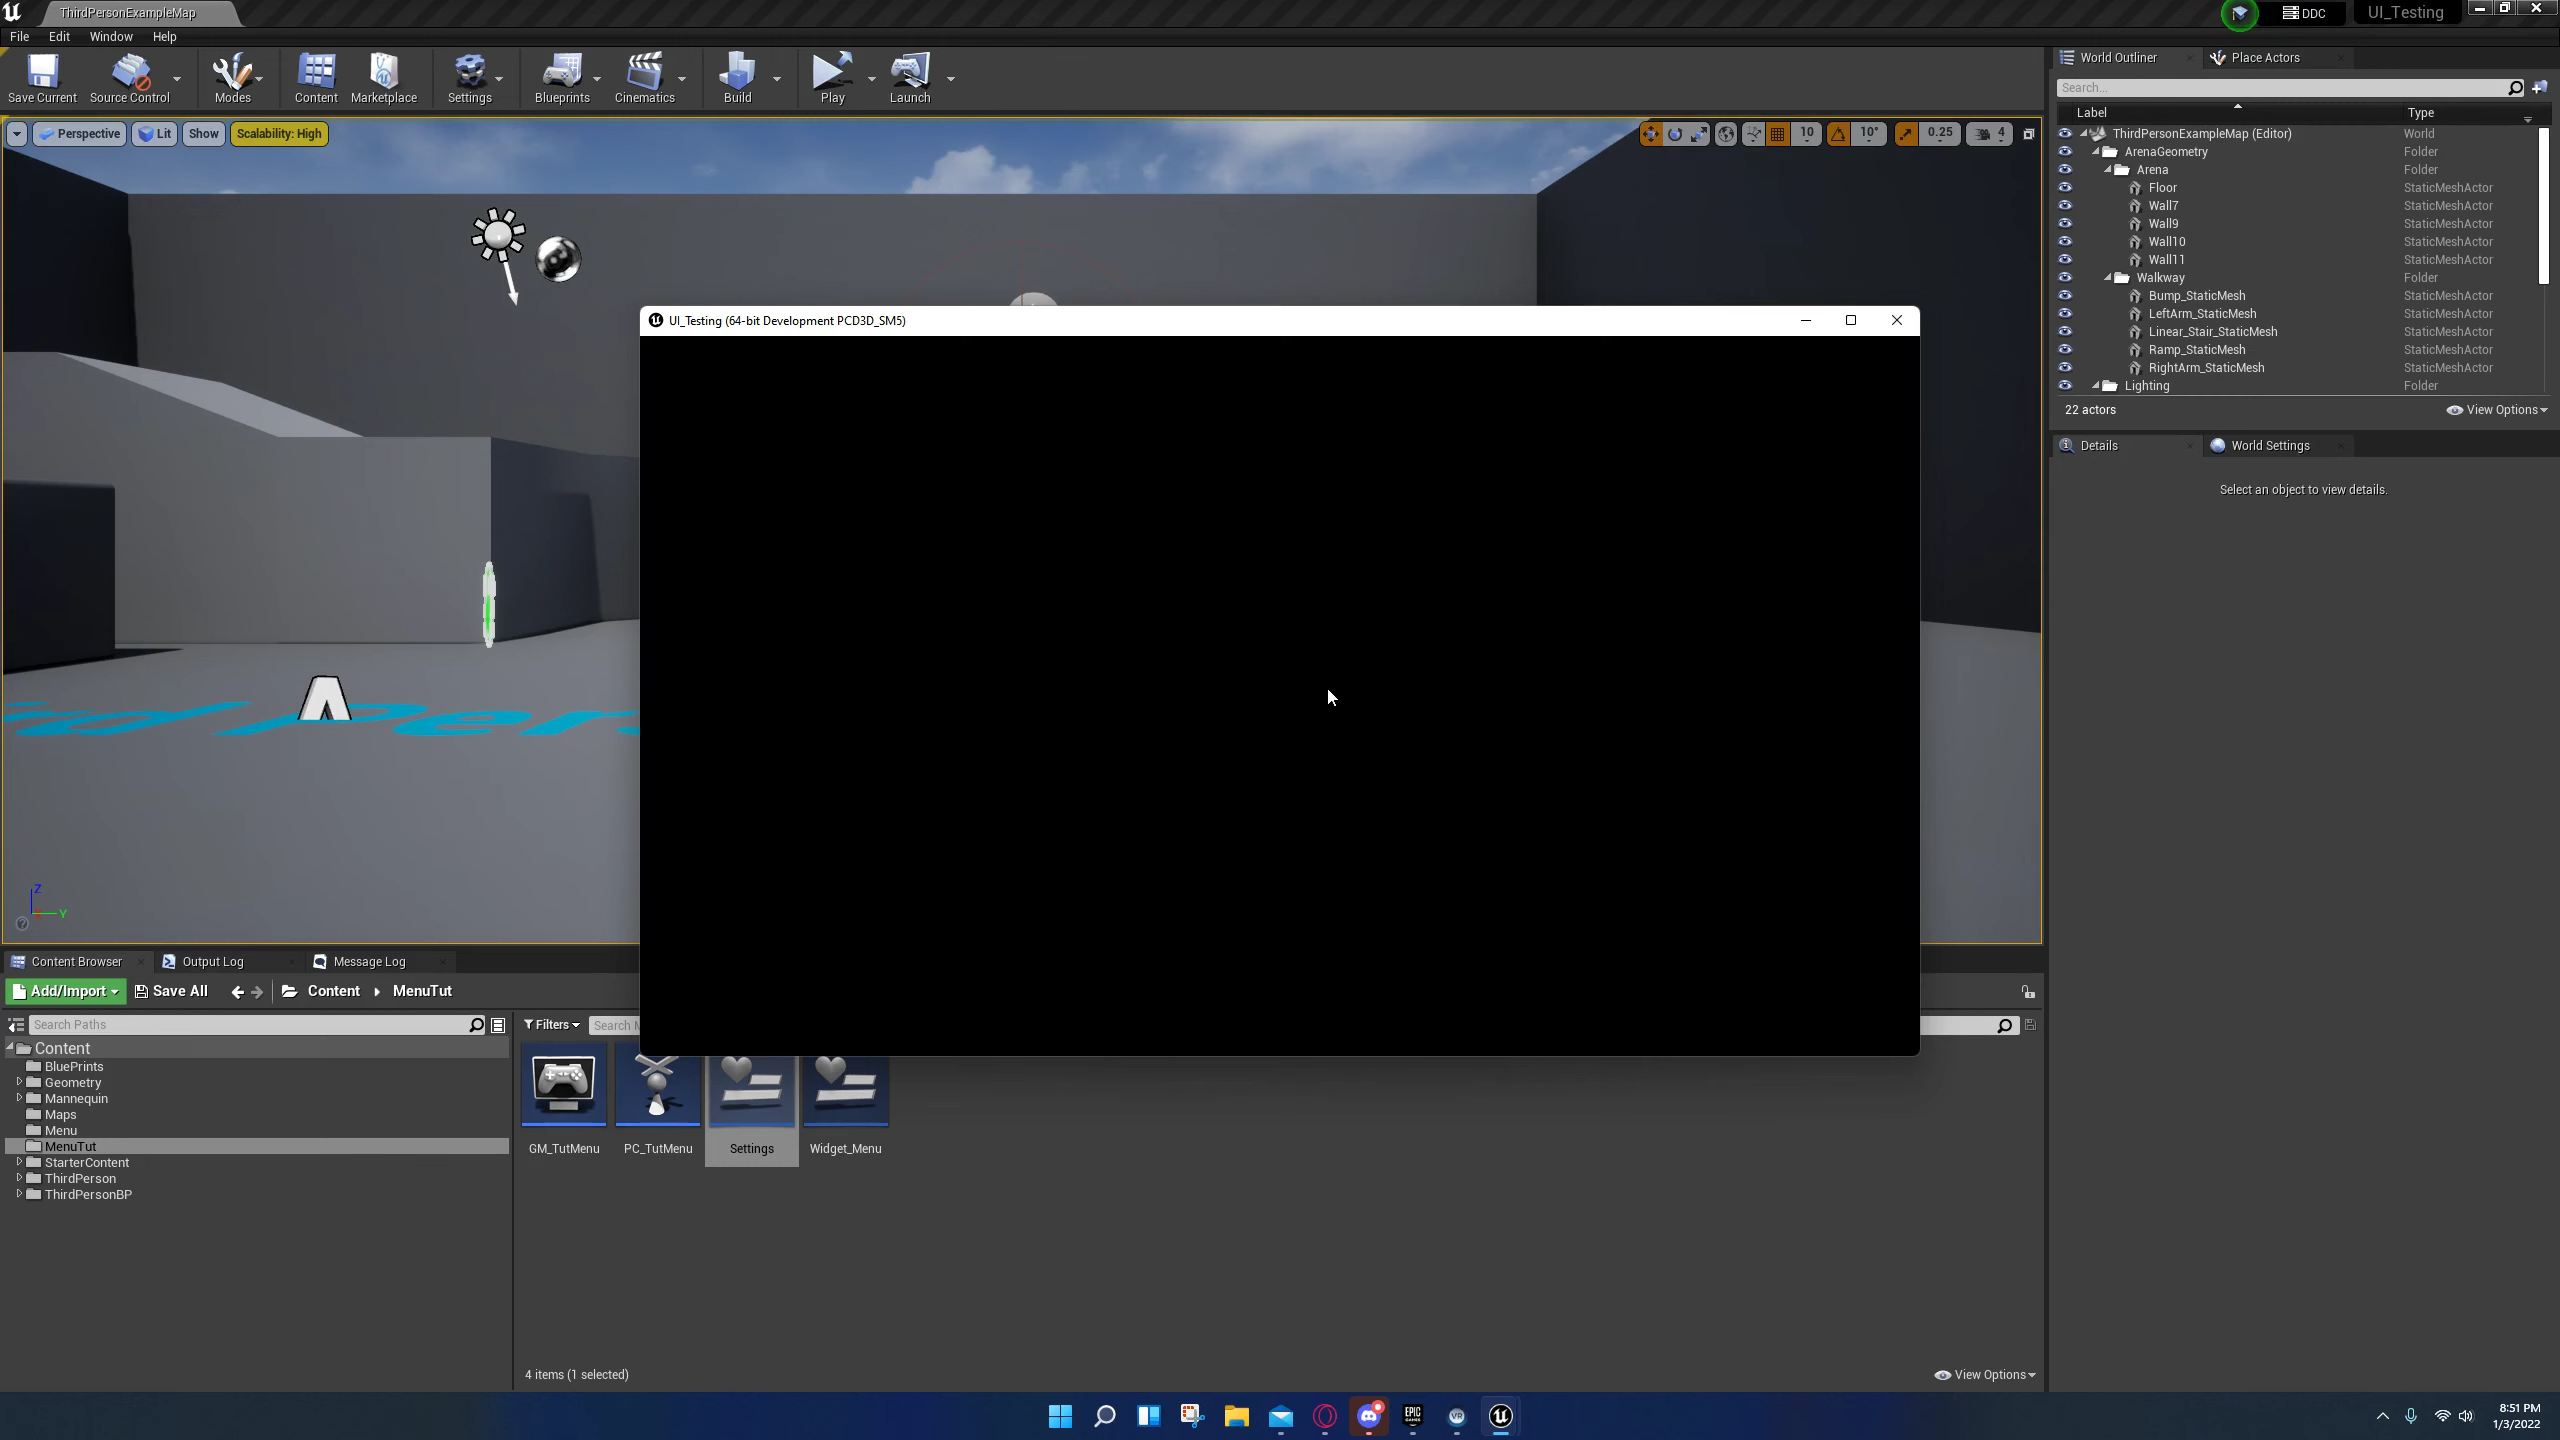 ThirdPersonExampleMap
DDC
UI_Testing
File Edit Window Help
Save Current
Source Control
Modes
Content
Marketplace
Settings
Blueprints
Cinematics
Build
Play
Launch
Perspective
Lit
Show
Scalability: High
10
10°
0.25
4
UI_Testing (64-bit Development PCD3D_SM5)
Z
Y
World Outliner
Place Actors
Search...
Label Type
ThirdPersonExampleMap (Editor) World
ArenaGeometry Folder
Arena Folder
Floor StaticMeshActor
Wall7 StaticMeshActor
Wall9 StaticMeshActor
Wall10 StaticMeshActor
Wall11 StaticMeshActor
Walkway Folder
Bump_StaticMesh StaticMeshActor
LeftArm_StaticMesh StaticMeshActor
Linear_Stair_StaticMesh StaticMeshActor
Ramp_StaticMesh StaticMeshActor
RightArm_StaticMesh StaticMeshActor
Lighting Folder
22 actors
View Options
Details
World Settings
Select an object to view details.
Content Browser
Output Log
Message Log
Add/Import
Save All
Content
MenuTut
Search Paths
Filters
Search
Content
BluePrints
Geometry
Mannequin
Maps
Menu
MenuTut
StarterContent
ThirdPerson
ThirdPersonBP
GM_TutMenu
PC_TutMenu
Settings
Widget_Menu
4 items (1 selected)
View Options
EPIC
GAMES
VR
8:51 PM
1/3/2022